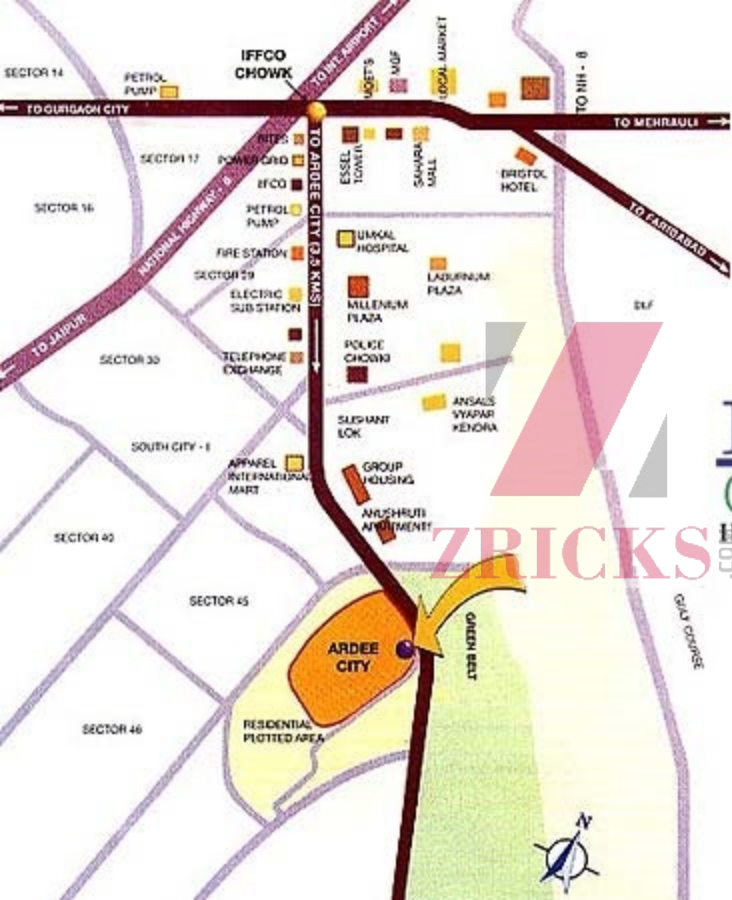 SECTOR 14
PETROL
PUMP
IFFCO
CHOWK
TO INT. AIRPORT
MGF
LOCAL MARKET
TO NH - 8
TO GURGAON CITY
TO MEHRAULI
SECTOR 17
POWER GRID
IFFCO
SECTOR 16
PETROL
PUMP
FIRE STATION
SECTOR 29
ELECTRIC
SUB STATION
TELEPHONE
EXCHANGE
NATIONAL HIGHWAY - 8
TO JAIPUR
TO ARDEE CITY (3.5 KMS)
ESSEL
TOWER
SAHARA
MALL
BRISTOL
HOTEL
TO FARIDABAD
UMKAL
HOSPITAL
LABURNUM
PLAZA
MILLENIUM
PLAZA
DLF
POLICE
CHOWKI
SECTOR 30
ANSALS
VYAPAR
KENDRA
SUSHANT
LOK
SOUTH CITY - I
APPAREL
INTERNATIONAL
MART
GROUP
HOUSING
ANUSHRUTI
APARTMENT
SECTOR 40
ZRICKS
SECTOR 45
GREEN BELT
GULF COURSE
ARDEE
CITY
RESIDENTIAL
PLOTTED AREA
SECTOR 46
N